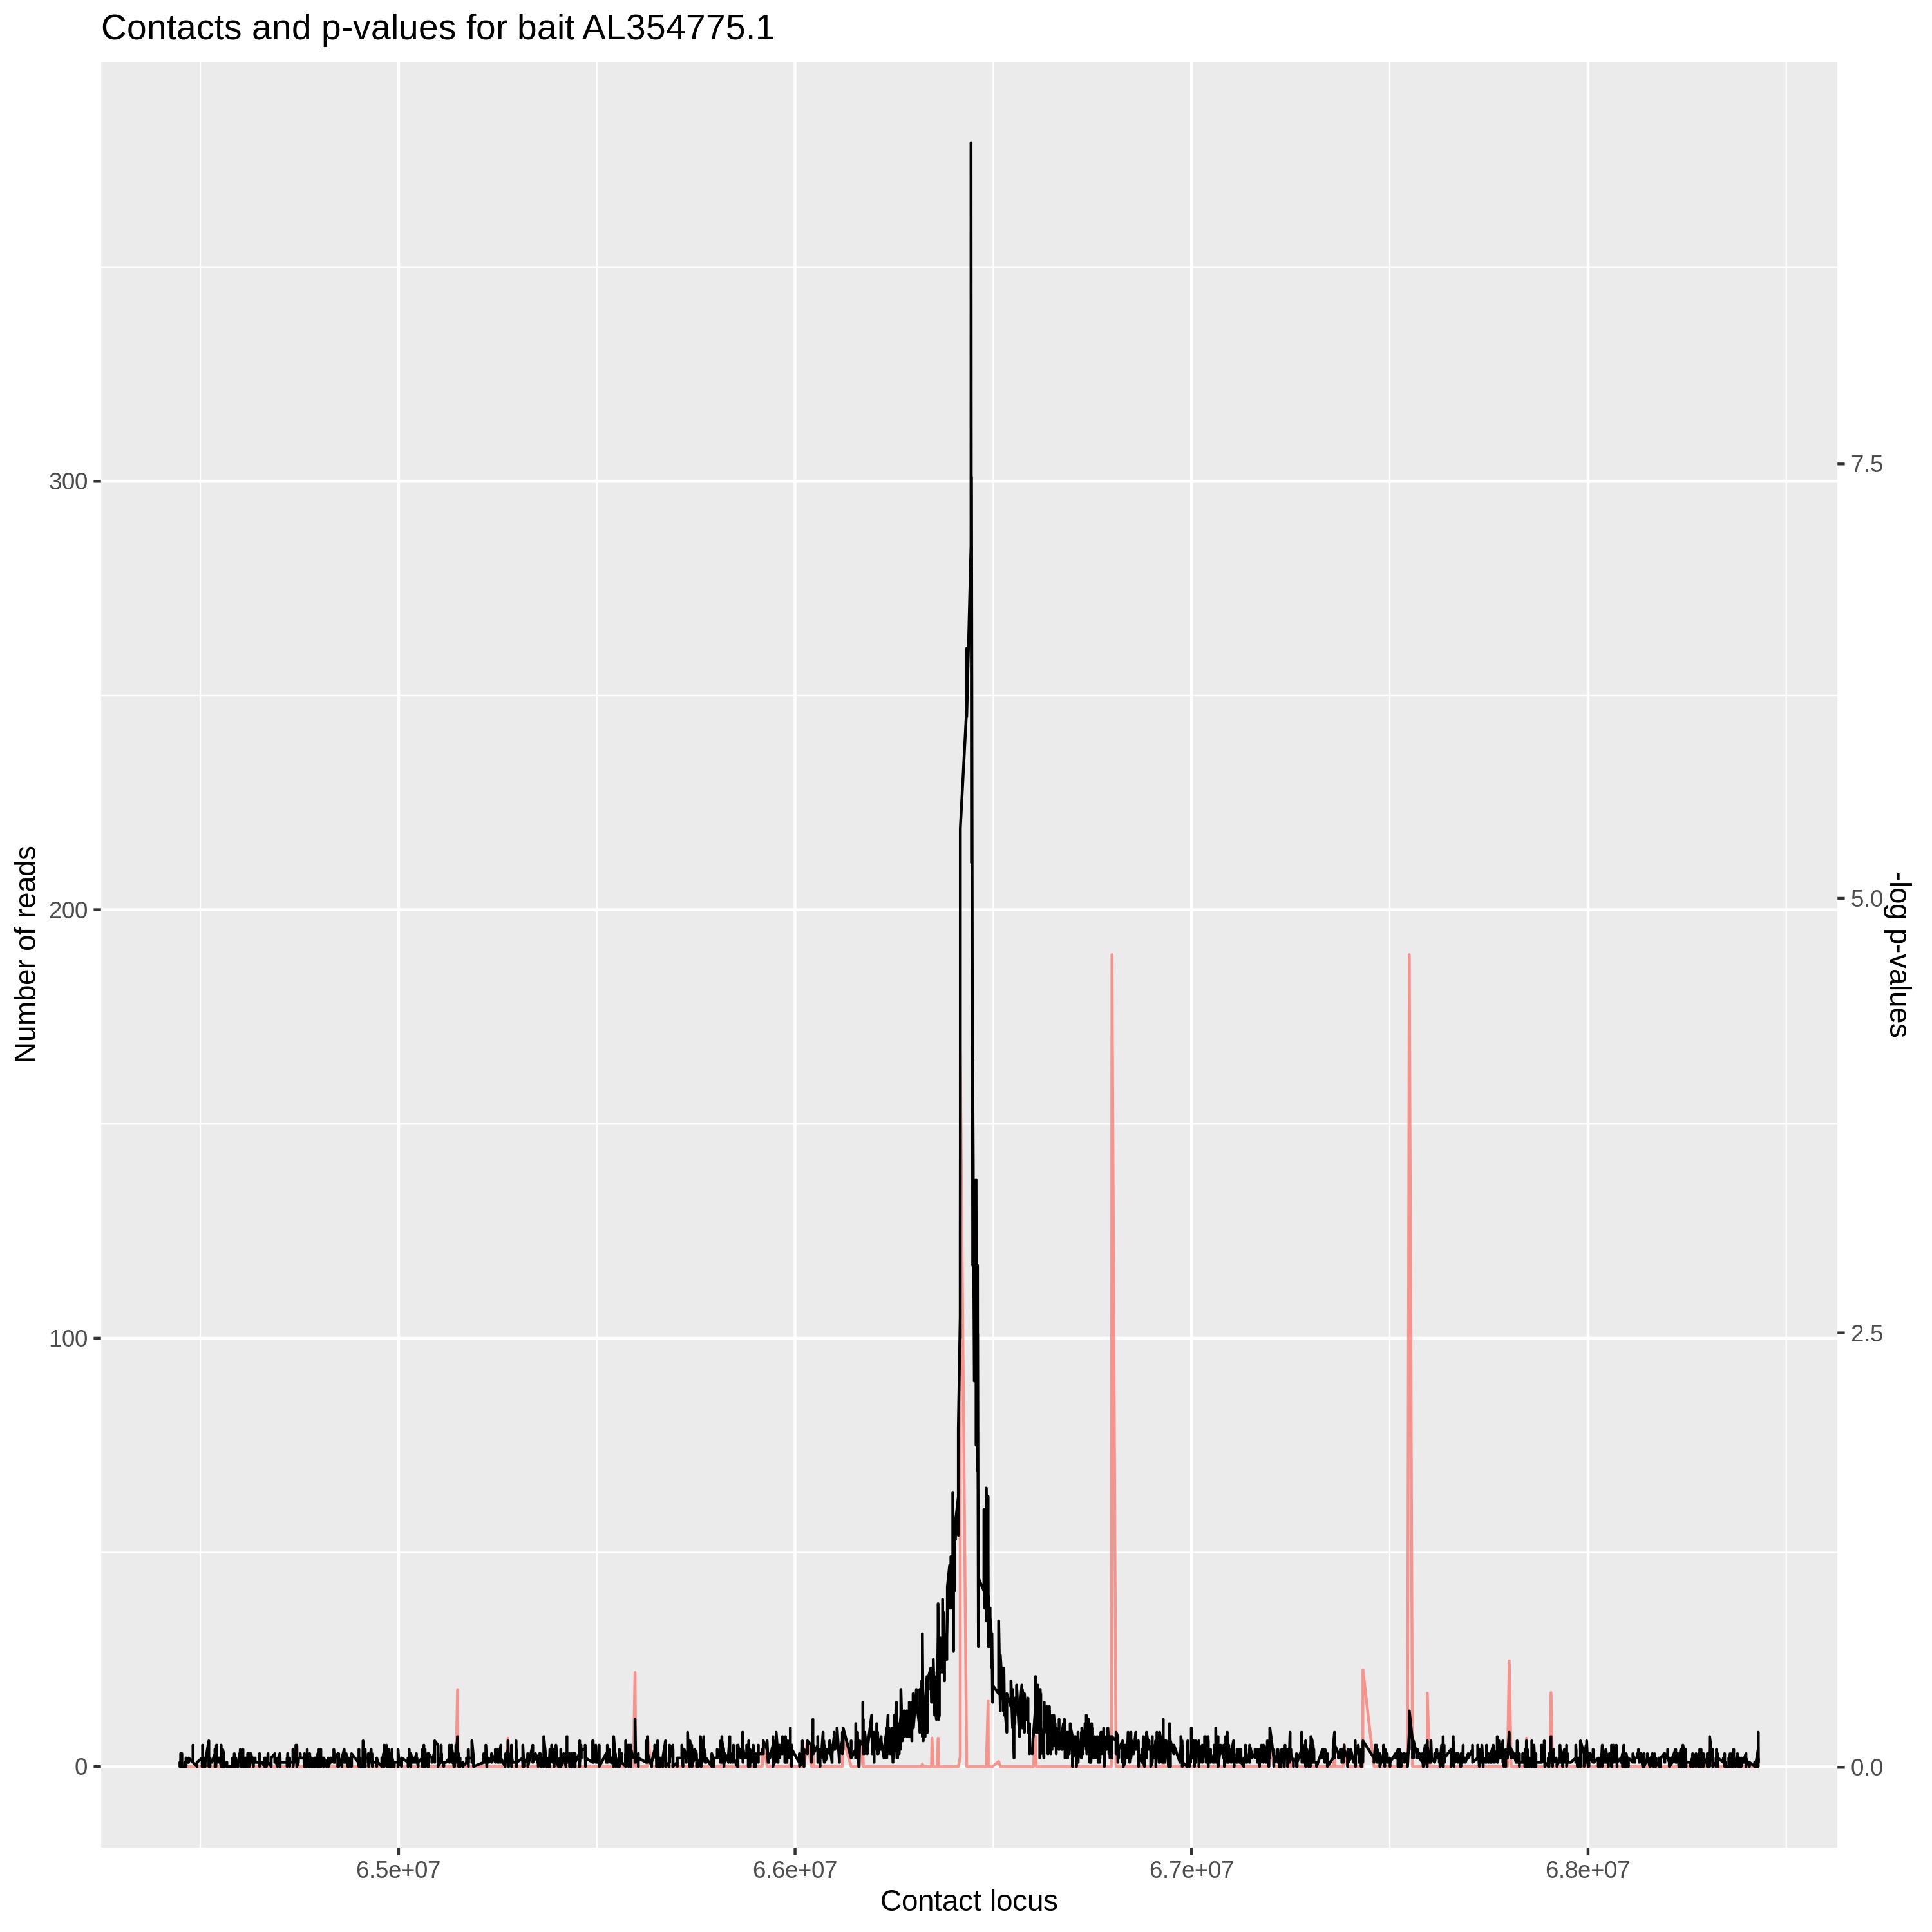 Contacts and p-values for bait AL354775.1
Number of reads
300
200
100
0
7.5
5.0
2.5
0.0
-log p-values
6.5e+07 6.6e+07 6.7e+07 6.8e+07
Contact locus